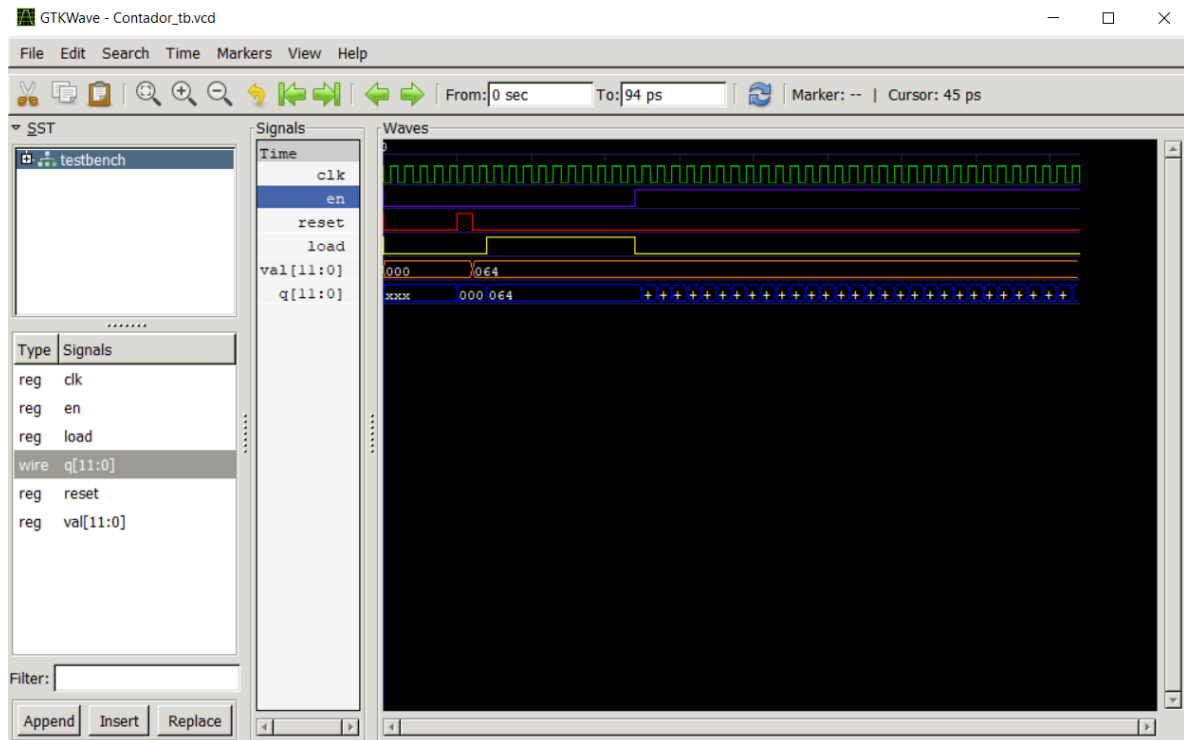 GTKWave - Contador_tb.vcd
File Edit Search Time Markers View Help
From: 0 sec To: 94 ps Marker: -- | Cursor: 45 ps
SST
testbench
Type Signals
reg clk
reg en
reg load
wire q[11:0]
reg reset
reg val[11:0]
Filter:
Append Insert Replace
Signals
Time
clk
en
reset
load
val[11:0]
q[11:0]
Waves
0
000 064
xxx 000 064 + + + + + + + + + + + + + + + + + + + + + + + + + + + + +